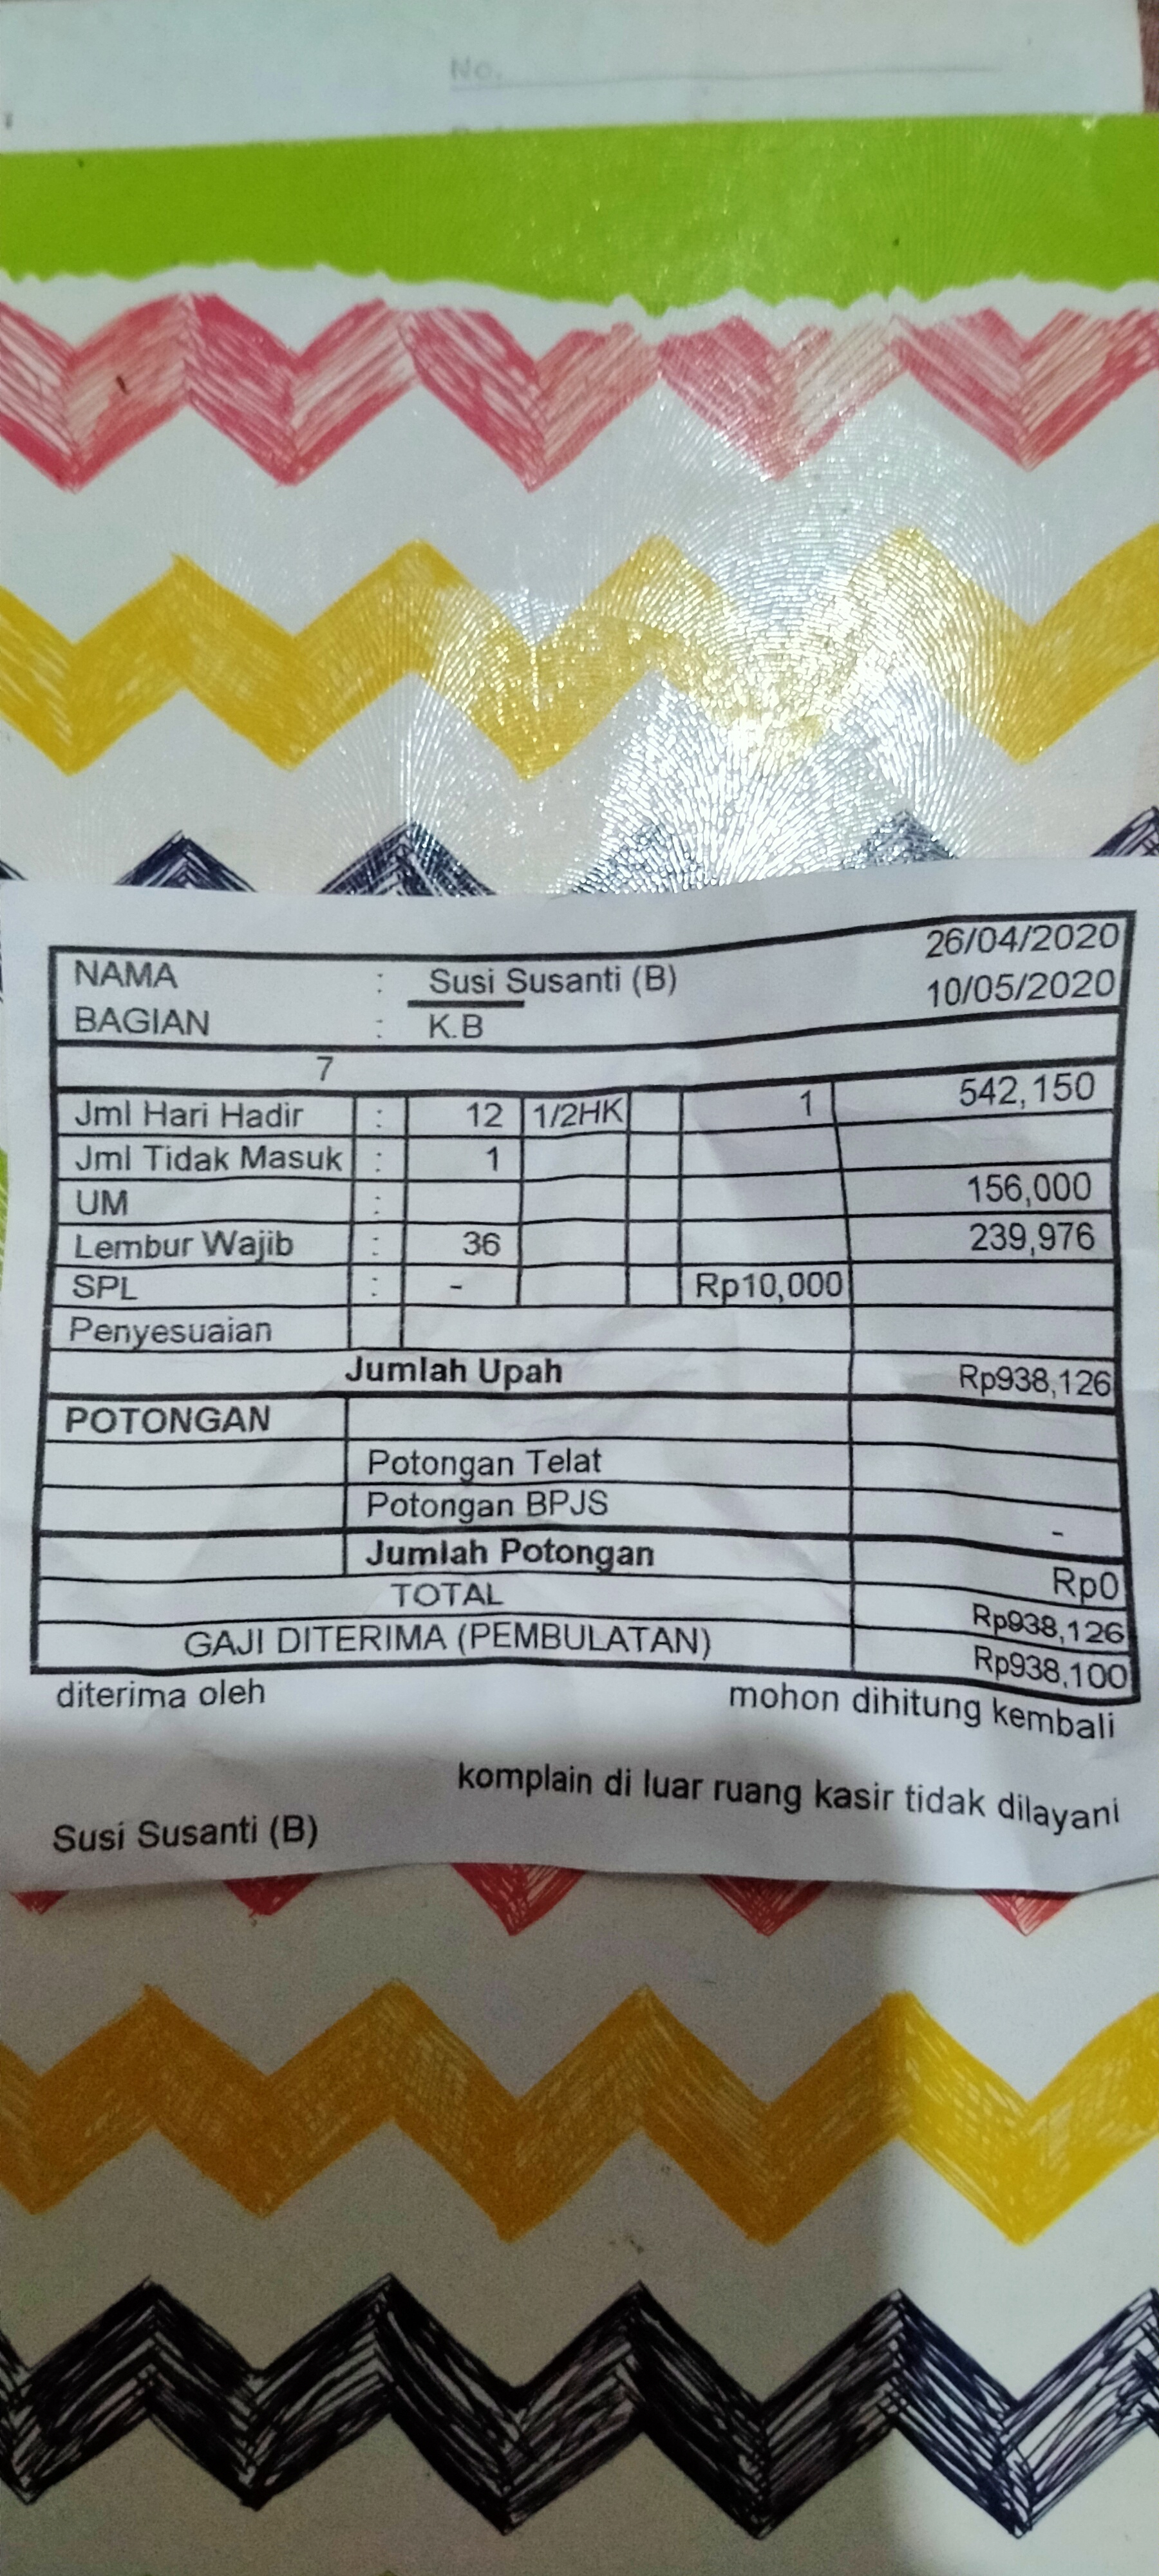 No.
26/04/2020
NAMA : Susi Susanti (B)
10/05/2020
BAGIAN : K.B
7
Jml Hari Hadir : 12 1/2HK 1 542,150
Jml Tidak Masuk : 1
UM : 156,000
Lembur Wajib : 36 239,976
SPL : - Rp10,000
Penyesuaian
Jumlah Upah Rp938,126
POTONGAN
Potongan Telat
Potongan BPJS -
Jumlah Potongan Rp0
TOTAL Rp938,126
GAJI DITERIMA (PEMBULATAN) Rp938,100
diterima oleh mohon dihitung kembali
komplain di luar ruang kasir tidak dilayani
Susi Susanti (B)